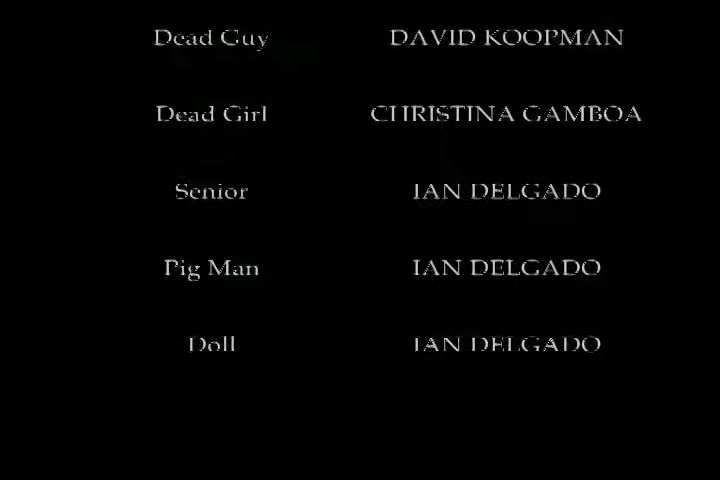 Dead Guy DAVID KOOPMAN
Dead Girl CHRISTINA GAMBOA
Senior IAN DELGADO
Pig Man IAN DELGADO
Doll IAN DELGADO